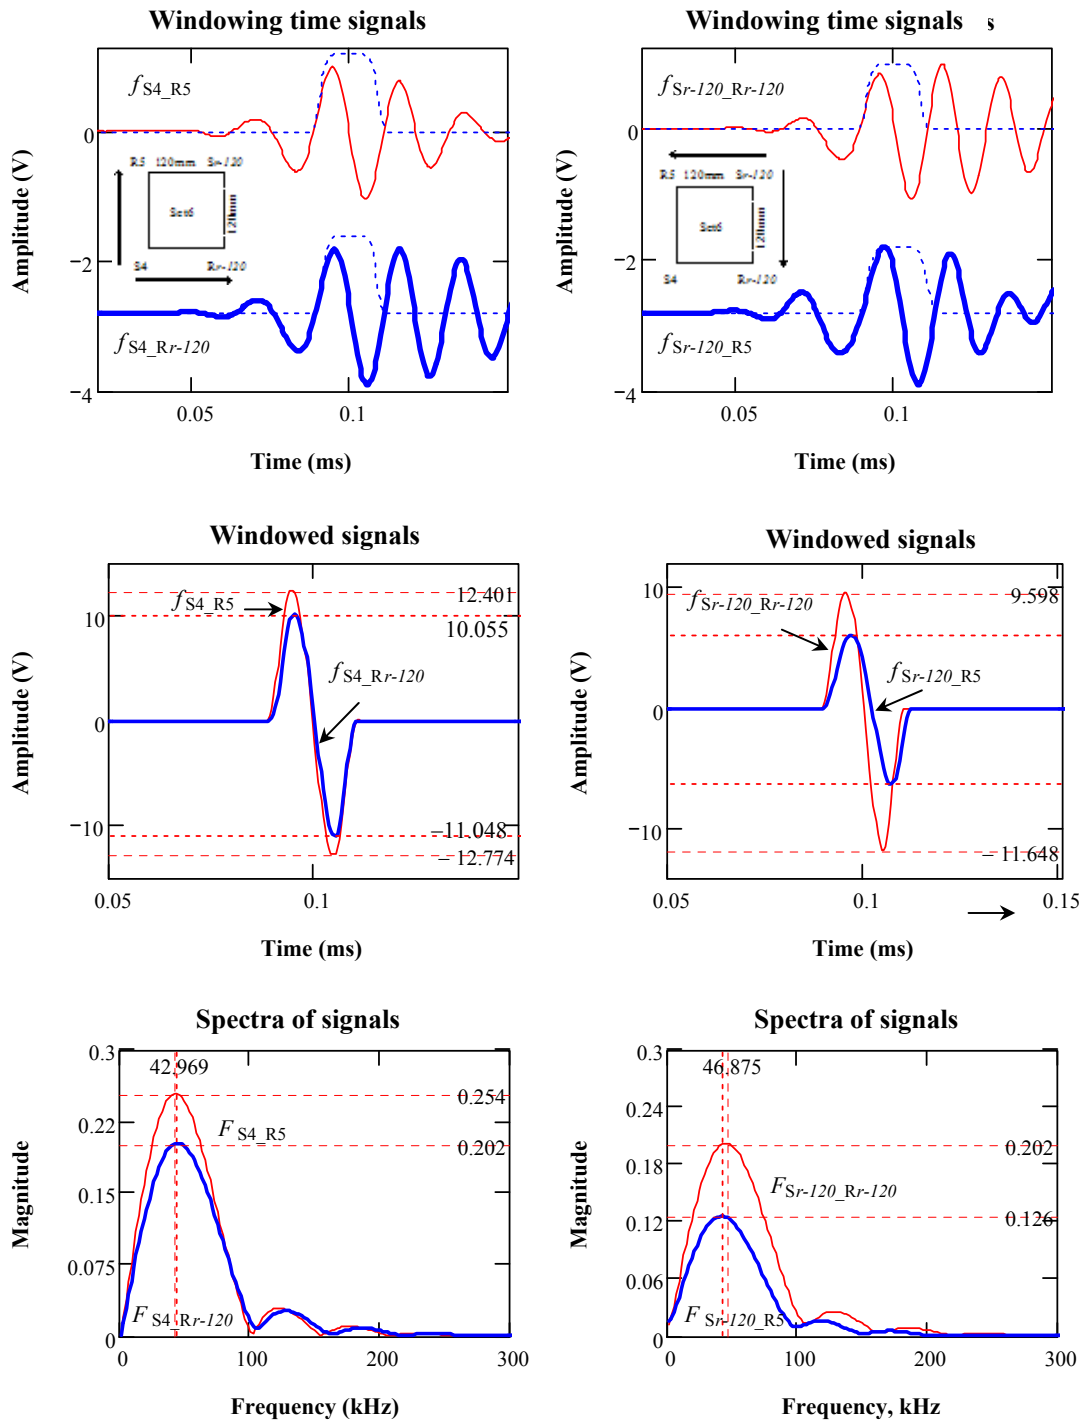 Windowing time signals
Amplitude (V)
f S4_R5
0
R5 120mm Sr-120
Set6
120mm
S4 Rr-120
−2
f S4_Rr-120
−4
0.05 0.1
Time (ms)
Windowing time signals s
Amplitude (V)
f Sr-120_Rr-120
0
R5 120mm Sr-120
Set6
120mm
S4 Rr-120
−2
f Sr-120_R5
−4
0.05 0.1
Time (ms)
Windowed signals
Amplitude (V)
12.401
f S4_R5
10
10.055
f S4_Rr-120
0
−10
−11.048
− 12.774
0.05 0.1
Time (ms)
Windowed signals
Amplitude (V)
10
9.598
f Sr-120_Rr-120
f Sr-120_R5
0
−10
− 11.648
0.05 0.1 0.15
Time (ms)
Spectra of signals
Magnitude
0.3
42.969
0.254
0.22
F S4_R5
0.202
0.15
0.075
F S4_Rr-120
0
0 100 200 300
Frequency (kHz)
Spectra of signals
Magnitude
0.3
46.875
0.24
0.202
0.18
F Sr-120_Rr-120
0.126
0.12
0.06
F Sr-120_R5
0
0 100 200 300
Frequency, kHz